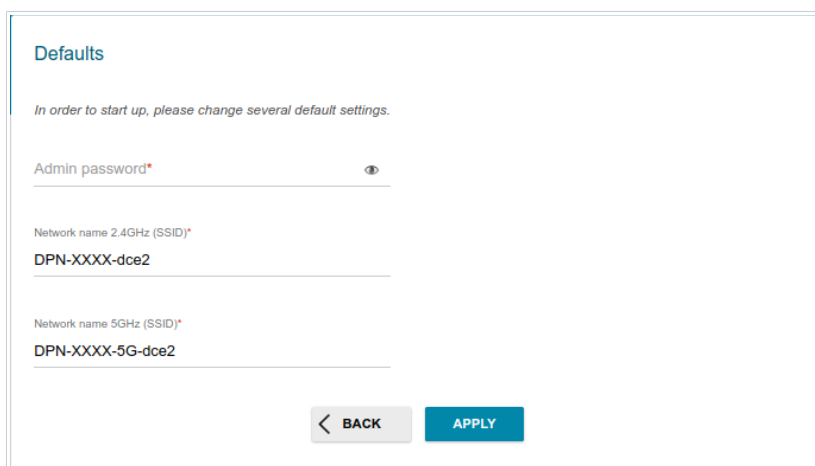 Defaults
In order to start up, please change several default settings.
Admin password*
Network name 2.4GHz (SSID)*
DPN-XXXX-dce2
Network name 5GHz (SSID)*
DPN-XXXX-5G-dce2
BACK
APPLY